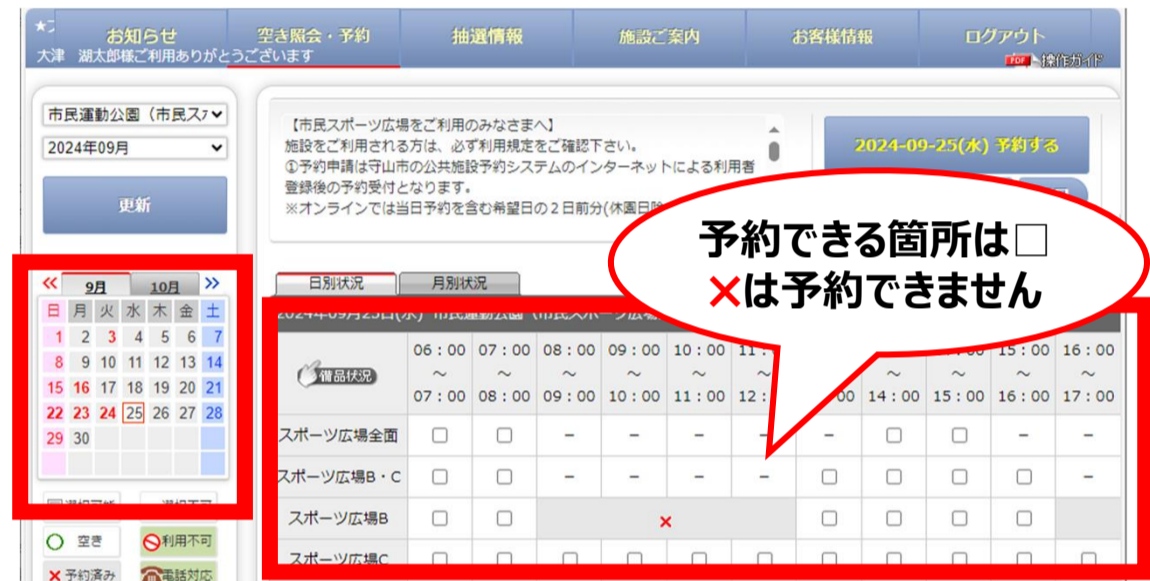 お知らせ
空き照会・予約
抽選情報
施設ご案内
お客様情報
ログアウト
大津 湖太郎様ご利用ありがとうございます
PDF 操作ガイド
市民運動公園（市民スァ
2024年09月
更新
【市民スポーツ広場をご利用のみなさまへ】
施設をご利用される方は、必ず利用規定をご確認下さい。
①予約申請は守山市の公共施設予約システムのインターネットによる利用者
登録後の予約受付となります。
※オンラインでは当日予約を含む希望日の２日前分(休園日
2024-09-25(水) 予約する
予約できる箇所は□
×は予約できません
<< 9月 10月 >>
日 月 火 水 木 金 土
1 2 3 4 5 6 7
8 9 10 11 12 13 14
15 16 17 18 19 20 21
22 23 24 25 26 27 28
29 30
空き
利用不可
予約済み
電話対応
日別状況
月別状況
備品状況
06：00 07：00 08：00 09：00 10：00 15：00 16：00
～ ～ ～ ～ ～ ～ ～ ～ ～
07：00 08：00 09：00 10：00 11：00 14：00 15：00 16：00 17：00
スポーツ広場全面 □ □ － － － － － □ □ － －
スポーツ広場B・C □ □ － － － － □ □ □ □ －
スポーツ広場B □ □ × □ □ □ □
スポーツ広場C □ □ □ □ □ □ □ □ □ □ □